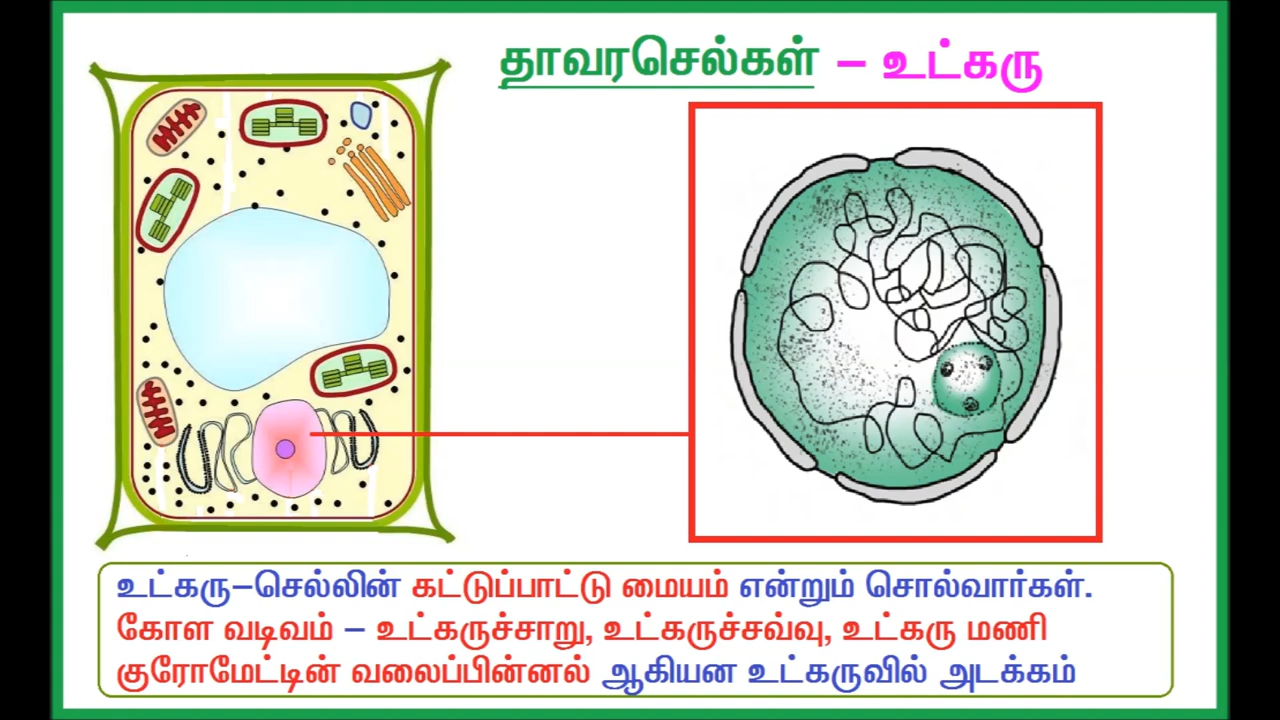 தாவரசெல்கள் – உட்கரு
உட்கரு–செல்லின் கட்டுப்பாட்டு மையம் என்றும் சொல்வார்கள்.
கோள வடிவம் – உட்கருச்சாறு, உட்கருச்சவ்வு, உட்கரு மணி
குரோமேட்டின் வலைப்பின்னல் ஆகியன உட்கருவில் அடக்கம்